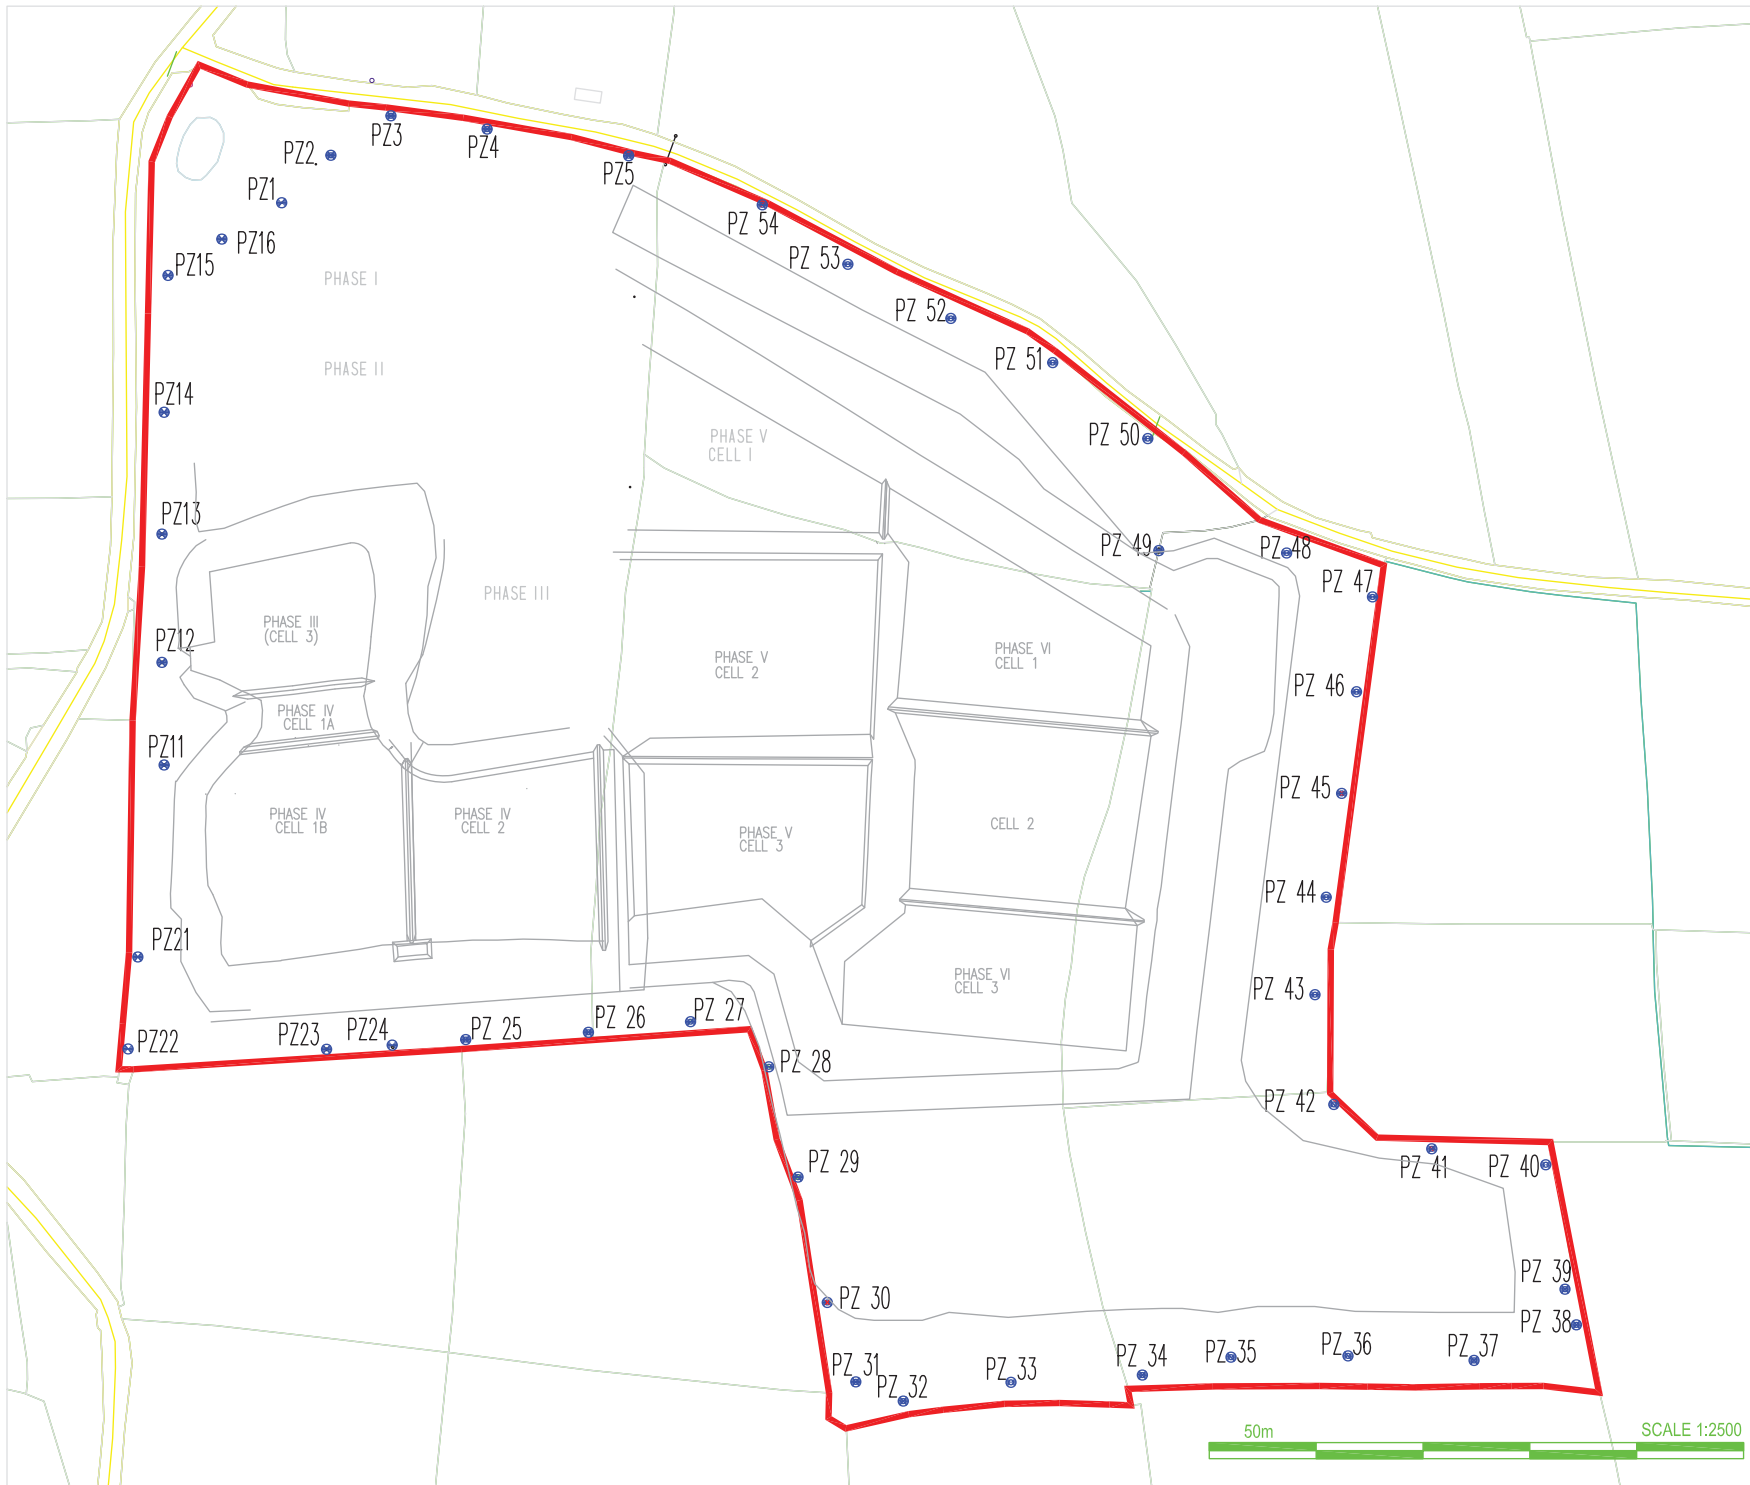 PZ3
PZ4
PZ2.
PZ5
PZ1
PZ 54
PZ16
PZ 53
PZ15
PHASE I
PZ 52
PHASE II
PZ 51
PZ14
PHASE V
CELL I
PZ 50
PZ13
PZ 49
PZ 48
PZ 47
PHASE III
PHASE III
(CELL 3)
PZ12
PHASE V
CELL 2
PHASE VI
CELL 1
PZ 46
PHASE IV
CELL 1A
PZ11
PZ 45
PHASE IV
CELL 1B
PHASE IV
CELL 2
PHASE V
CELL 3
CELL 2
PZ 44
PZ21
PHASE VI
CELL 3
PZ 43
PZ22
PZ23
PZ24
PZ 25
PZ 26
PZ 27
PZ 28
PZ 42
PZ 29
PZ 41
PZ 40
PZ 30
PZ 39
PZ 38
PZ 31
PZ 32
PZ 33
PZ 34
PZ 35
PZ 36
PZ 37
50m
SCALE 1:2500